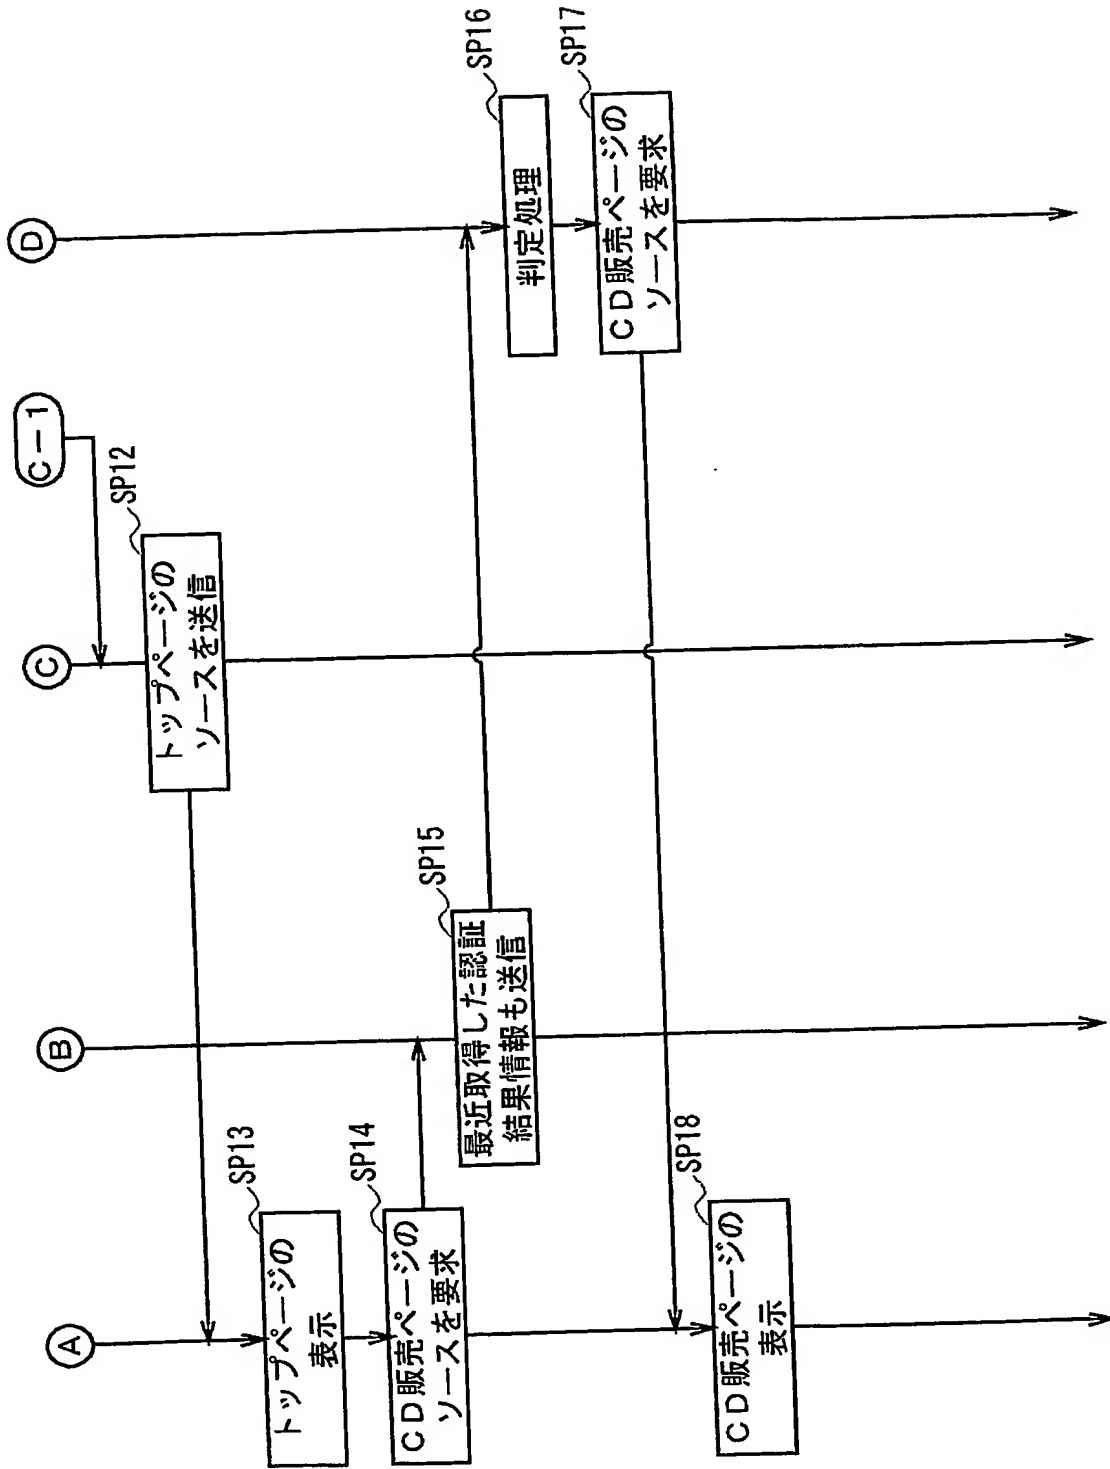 A
B
C
C－1
D
トップページの
ソースを送信
SP12
トップページの
表示
SP13
CD販売ページの
ソースを要求
SP14
最近取得した認証
結果情報も送信
SP15
判定処理
SP16
CD販売ページの
ソースを要求
SP17
CD販売ページの
表示
SP18